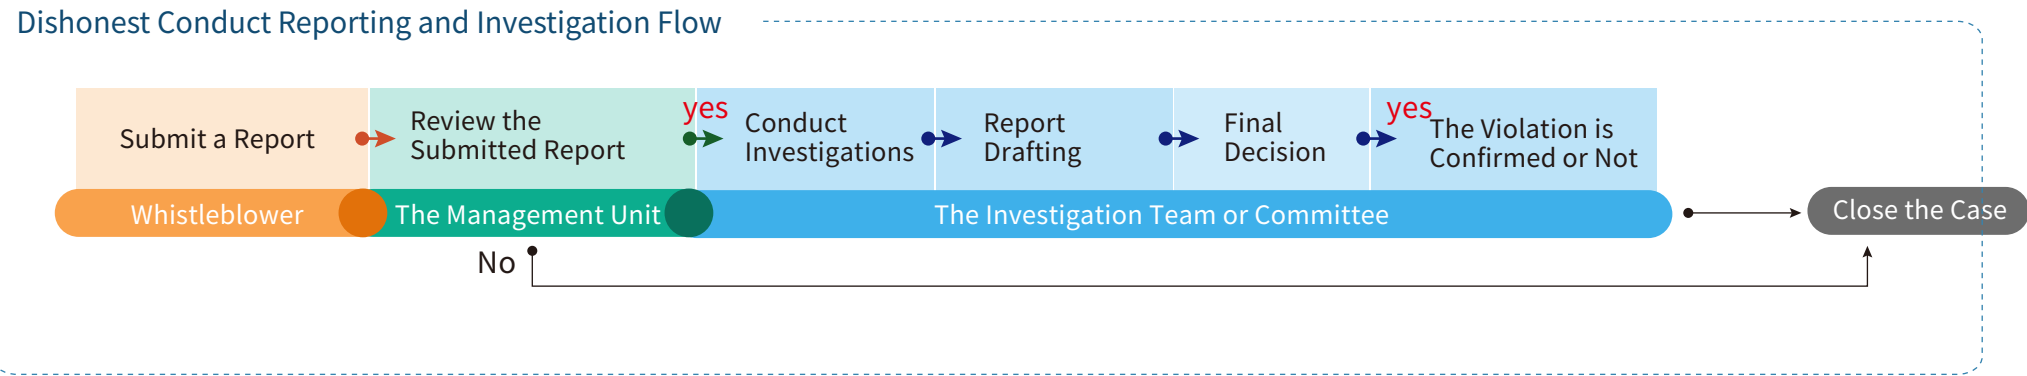 Dishonest Conduct Reporting and Investigation Flow
Submit a Report
Review the
Submitted Report
yes
Conduct
Investigations
Report
Drafting
Final
Decision
yes
The Violation is
Confirmed or Not
Whistleblower
The Management Unit
The Investigation Team or Committee
Close the Case
No